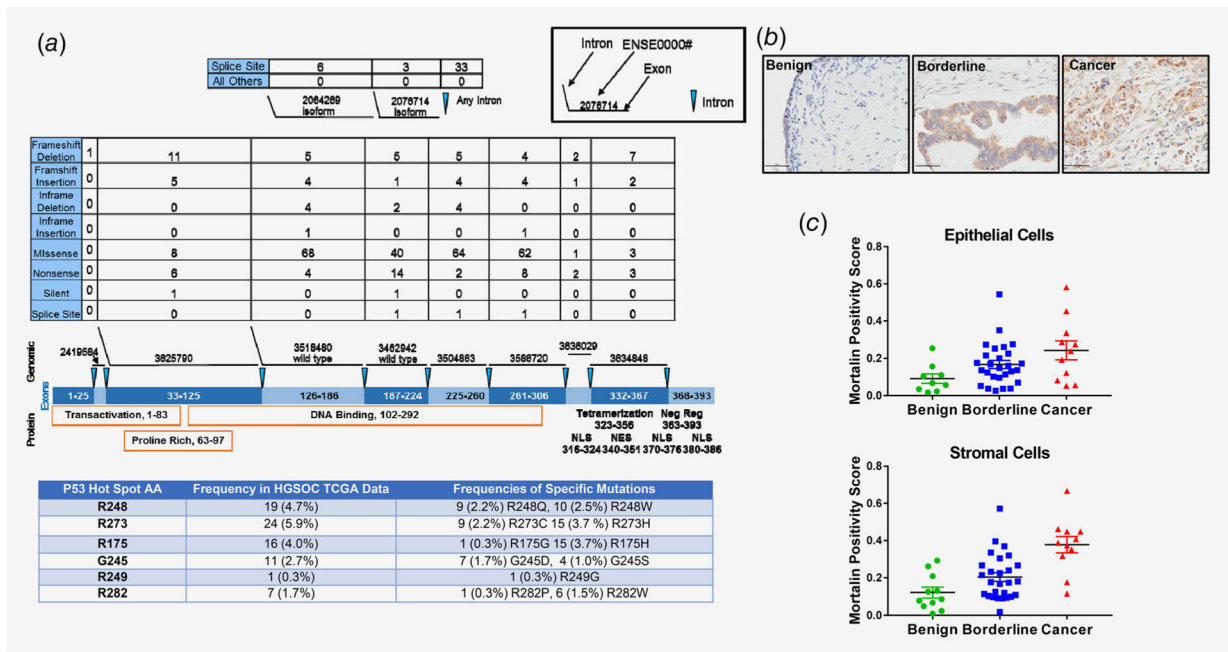 (a)
Splice Site 6 3 33
All Others 0 0 0
2064269 isoform
2076714 isoform
Any Intron
Intron ENSE0000#
Exon
2076714
Intron
Frameshift Deletion 1 11 5 5 5 4 2 7
Framshift Insertion 0 5 4 1 4 4 1 2
Inframe Deletion 0 0 4 2 4 0 0 0
Inframe Insertion 0 0 1 0 0 1 0 0
MIssense 0 8 68 40 64 62 1 3
Nonsense 0 6 4 14 2 8 2 3
Silent 0 1 0 1 0 0 0 0
Splice Site 0 0 0 1 1 1 0 0
Genomic
2419584 3625790 3518480 wild type 3462942 wild type 3504863 3586720 3636029 3634848
Exons
1-25 33-125 126-186 187-224 225-260 261-306 332-367 368-393
Protein
Transactivation, 1-83 DNA Binding, 102-292
Proline Rich, 63-97
Tetramerization Neg Reg
323-356 363-393
NLS NES NLS NLS
316-324 340-351 370-376 380-386
P53 Hot Spot AA Frequency in HGSOC TCGA Data Frequencies of Specific Mutations
R248 19 (4.7%) 9 (2.2%) R248Q, 10 (2.5%) R248W
R273 24 (5.9%) 9 (2.2%) R273C 15 (3.7 %) R273H
R175 16 (4.0%) 1 (0.3%) R175G 15 (3.7%) R175H
G245 11 (2.7%) 7 (1.7%) G245D, 4 (1.0%) G245S
R249 1 (0.3%) 1 (0.3%) R249G
R282 7 (1.7%) 1 (0.3%) R282P, 6 (1.5%) R282W
(b)
Benign Borderline Cancer
(c)
Epithelial Cells
Mortalin Positivity Score
0.8
0.6
0.4
0.2
0.0
Benign Borderline Cancer
Stromal Cells
Mortalin Positivity Score
0.8
0.6
0.4
0.2
0.0
Benign Borderline Cancer